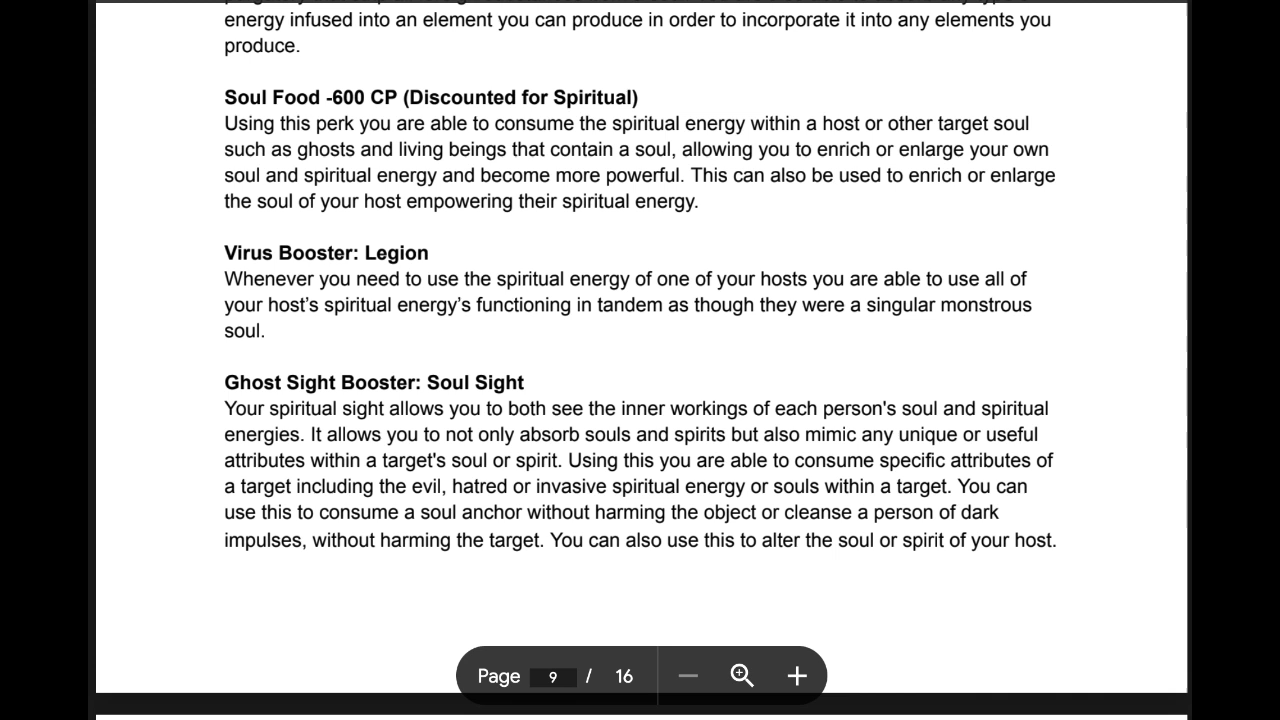 energy infused into an element you can produce in order to incorporate it into any elements you
produce.
Soul Food -600 CP (Discounted for Spiritual)
Using this perk you are able to consume the spiritual energy within a host or other target soul
such as ghosts and living beings that contain a soul, allowing you to enrich or enlarge your own
soul and spiritual energy and become more powerful. This can also be used to enrich or enlarge
the soul of your host empowering their spiritual energy.
Virus Booster: Legion
Whenever you need to use the spiritual energy of one of your hosts you are able to use all of
your host's spiritual energy's functioning in tandem as though they were a singular monstrous
soul.
Ghost Sight Booster: Soul Sight
Your spiritual sight allows you to both see the inner workings of each person's soul and spiritual
energies. It allows you to not only absorb souls and spirits but also mimic any unique or useful
attributes within a target's soul or spirit. Using this you are able to consume specific attributes of
a target including the evil, hatred or invasive spiritual energy or souls within a target. You can
use this to consume a soul anchor without harming the object or cleanse a person of dark
impulses, without harming the target. You can also use this to alter the soul or spirit of your host.
Page 9 / 16